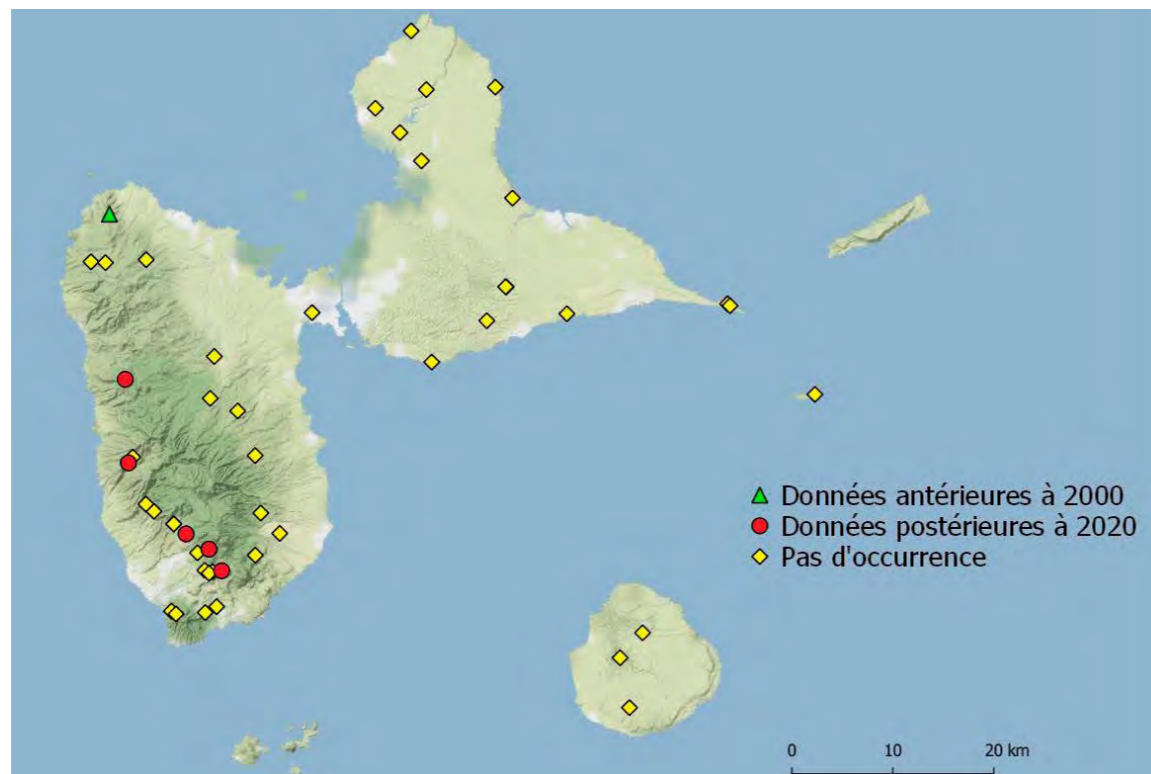 Données antérieures à 2000
Données postérieures à 2020
Pas d'occurrence
0 10 20 km